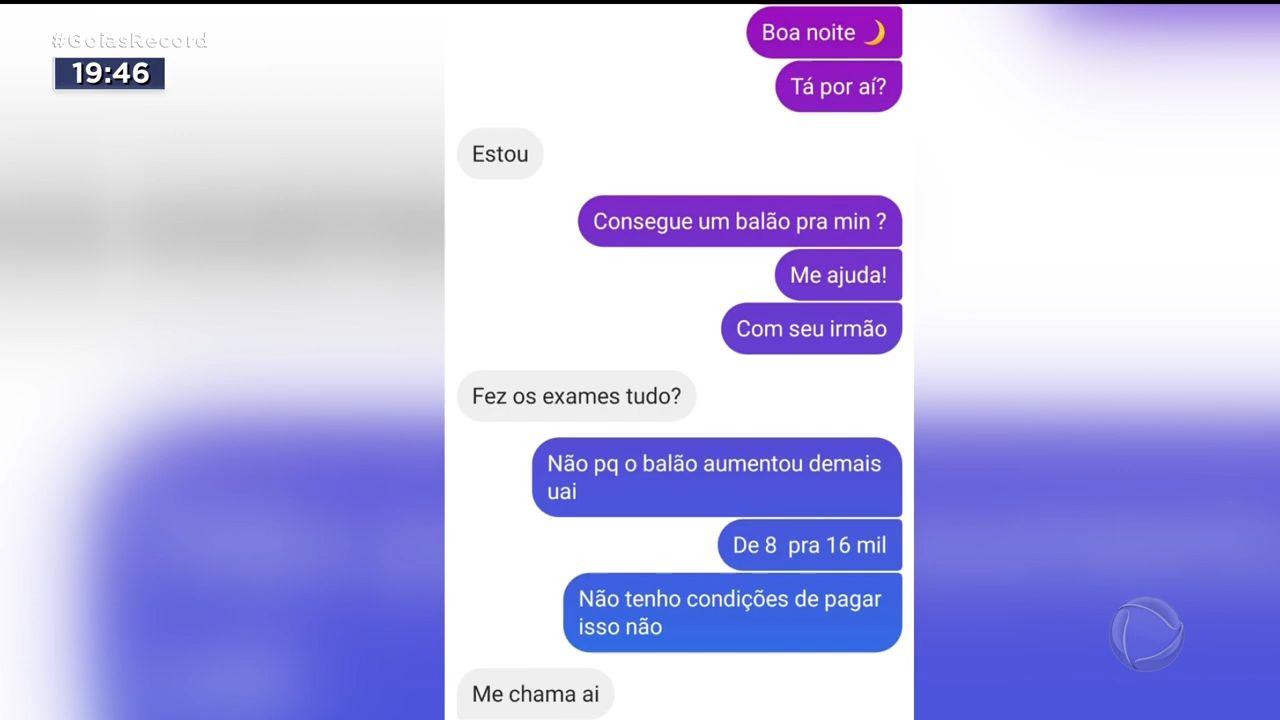 #GoiasRecord
19:46
Boa noite 🌙
Tá por aí?
Estou
Consegue um balão pra min ?
Me ajuda!
Com seu irmão
Fez os exames tudo?
Não pq o balão aumentou demais
uai
De 8 pra 16 mil
Não tenho condições de pagar
isso não
Me chama ai